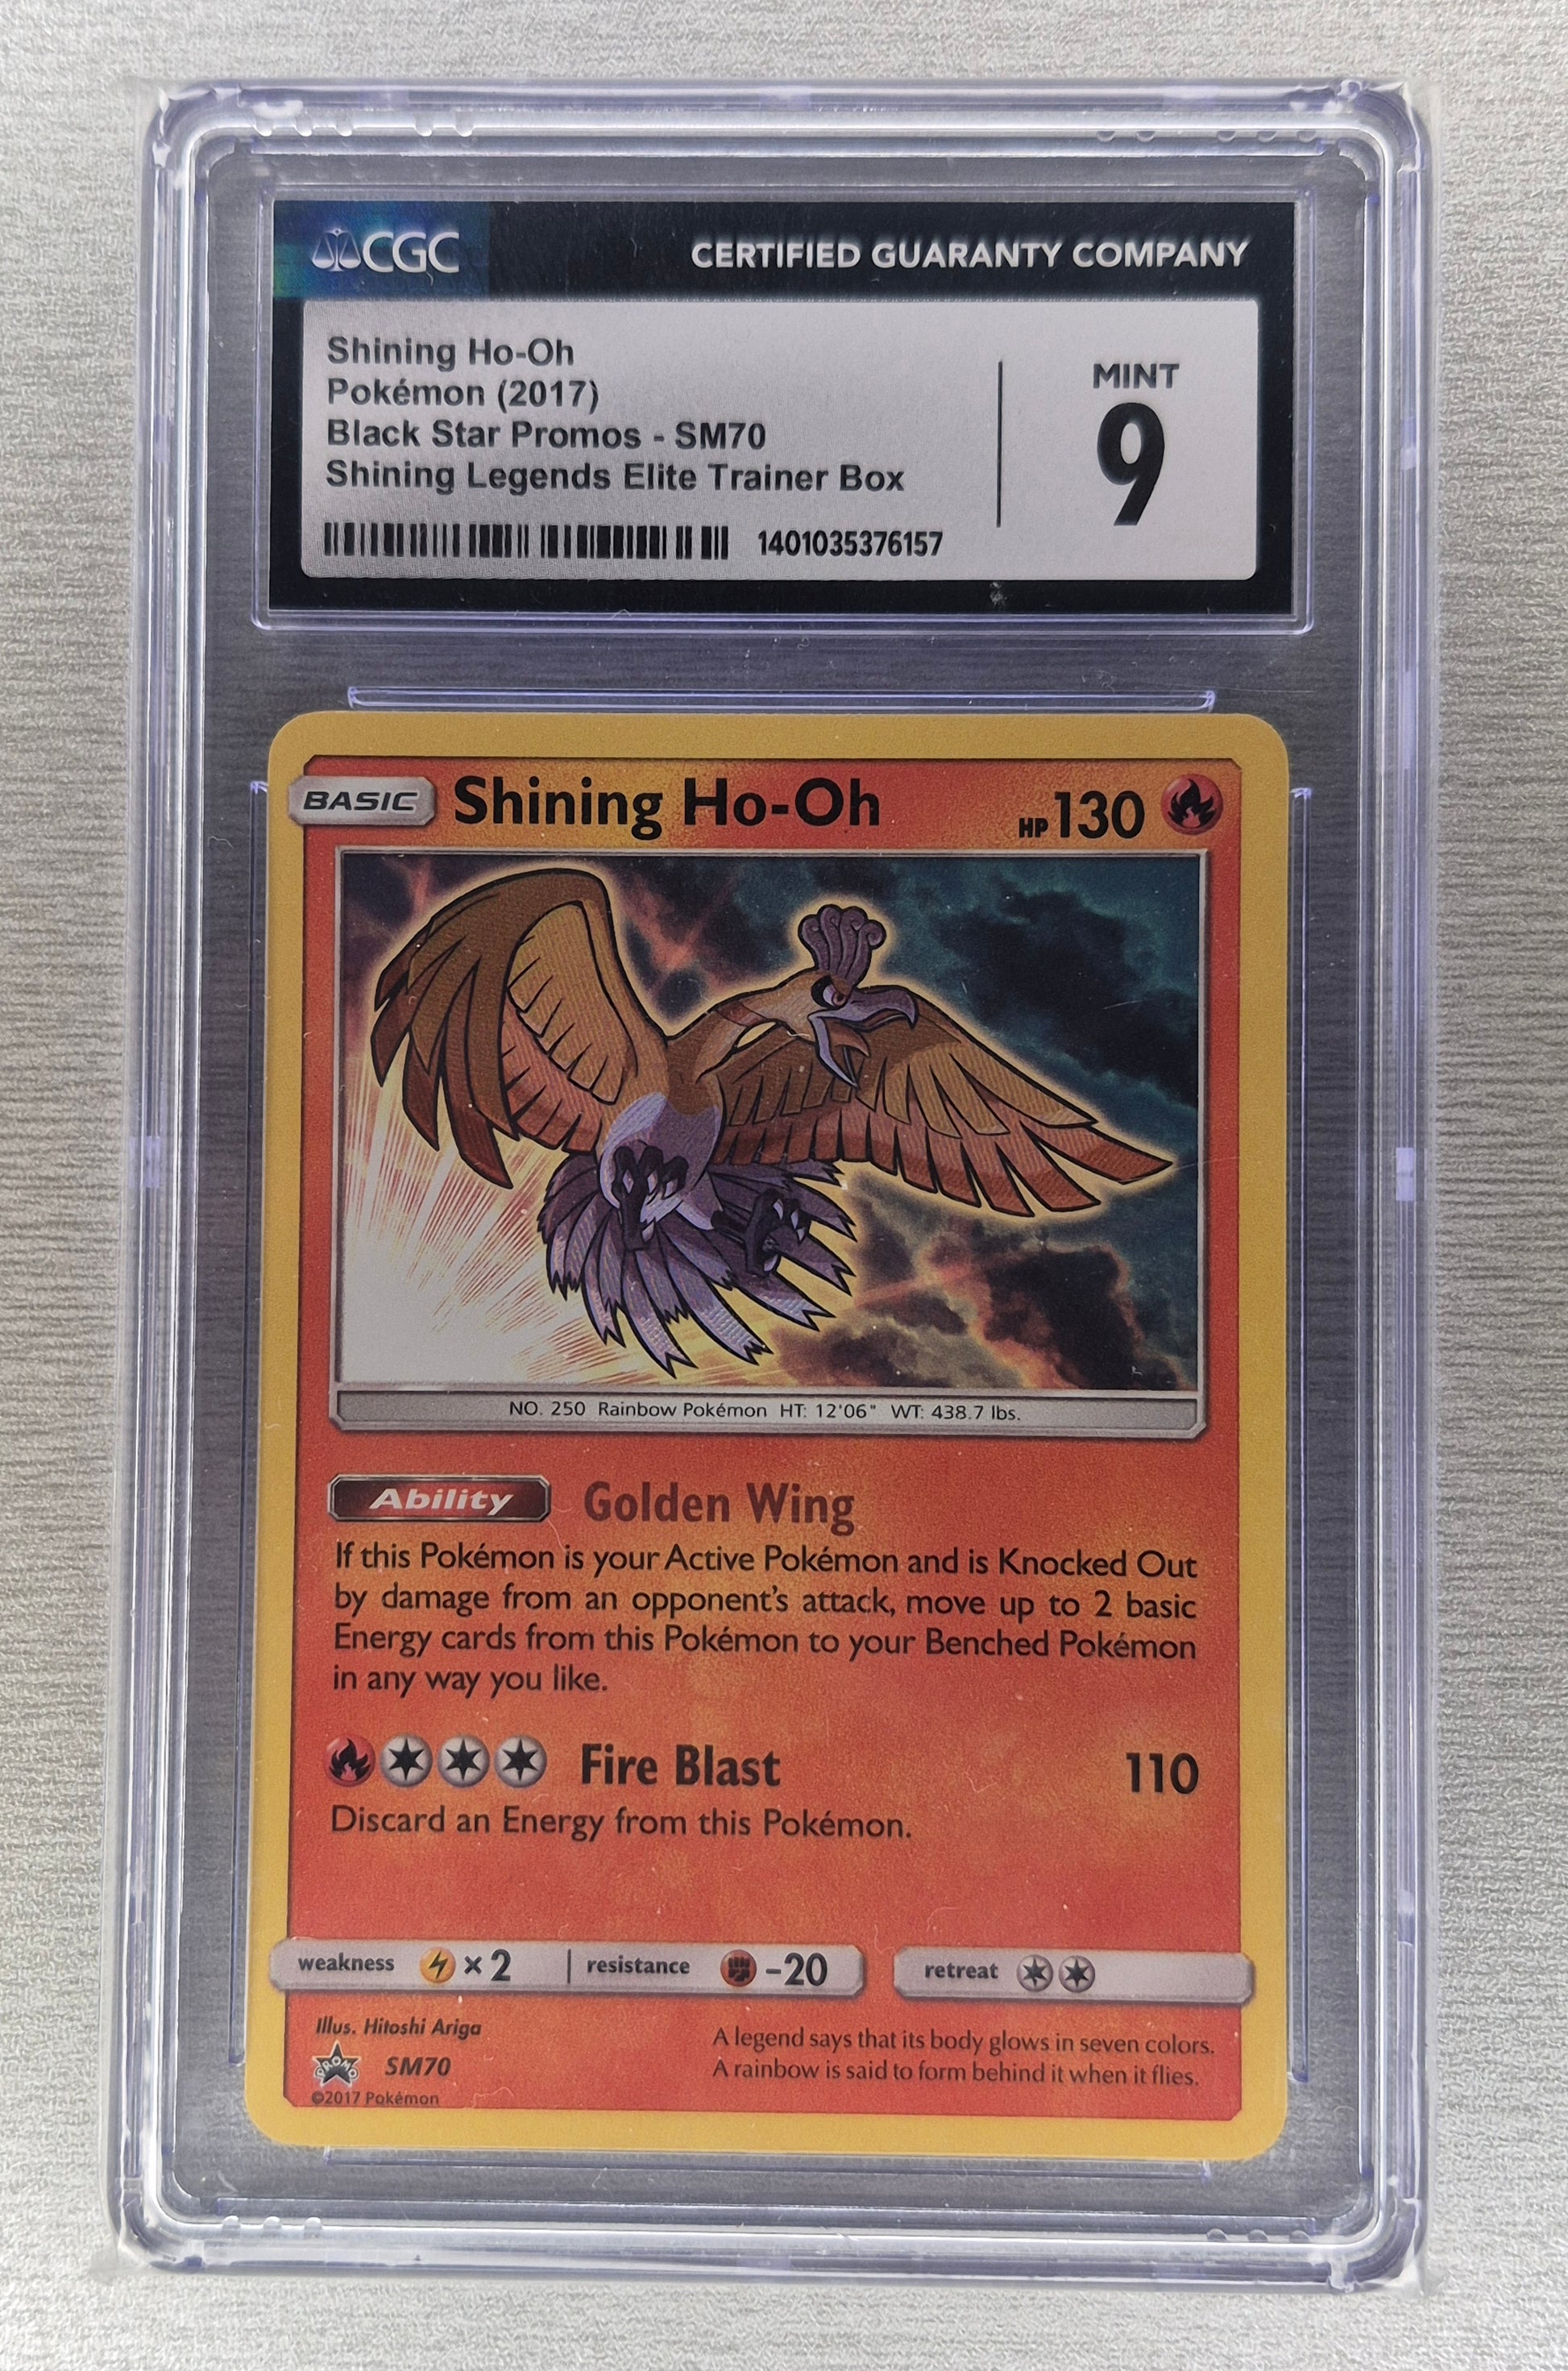 CGC
CERTIFIED GUARANTY COMPANY
Shining Ho-Oh
Pokémon (2017)
Black Star Promos - SM70
Shining Legends Elite Trainer Box
1401035376157
MINT
9
BASIC
Shining Ho-Oh
HP 130
NO. 250 Rainbow Pokémon HT: 12'06" WT: 438.7 lbs.
Ability Golden Wing
If this Pokémon is your Active Pokémon and is Knocked Out
by damage from an opponent's attack, move up to 2 basic
Energy cards from this Pokémon to your Benched Pokémon
in any way you like.
Fire Blast 110
Discard an Energy from this Pokémon.
weakness ×2 resistance -20 retreat
Illus. Hitoshi Ariga
PROMO SM70
©2017 Pokémon
A legend says that its body glows in seven colors.
A rainbow is said to form behind it when it flies.